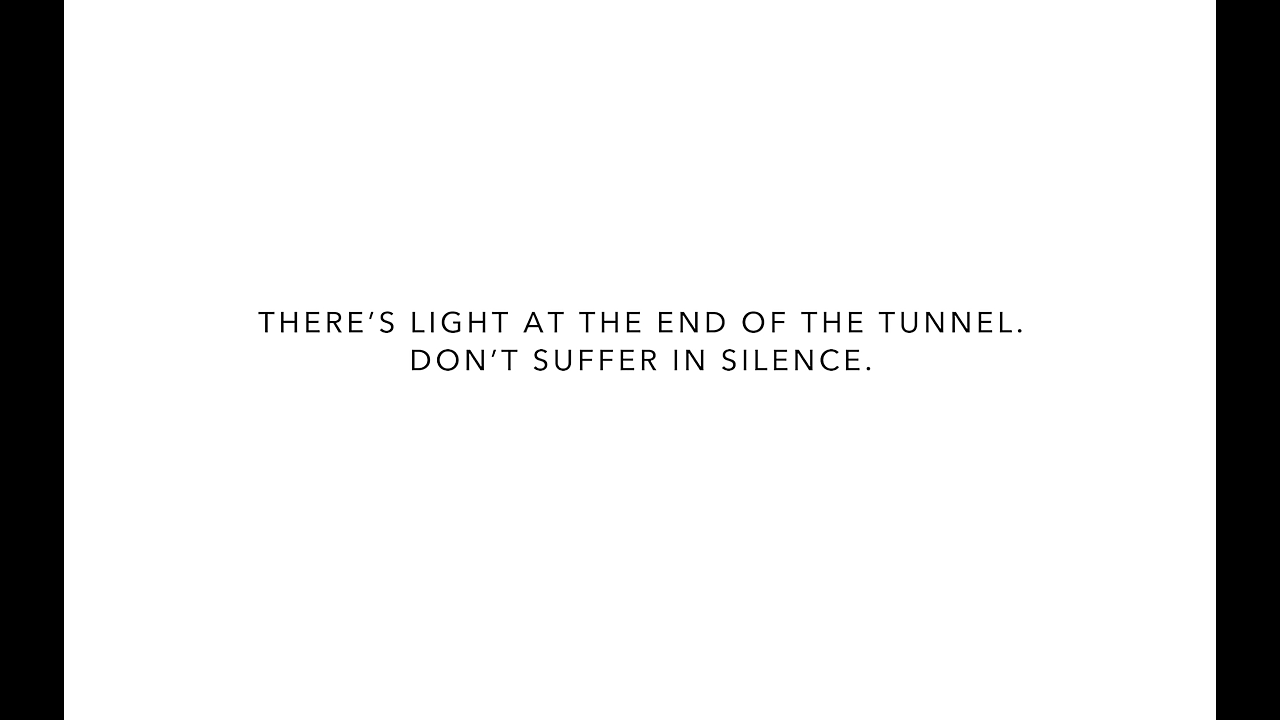 THERE’S LIGHT AT THE END OF THE TUNNEL.
DON’T SUFFER IN SILENCE.